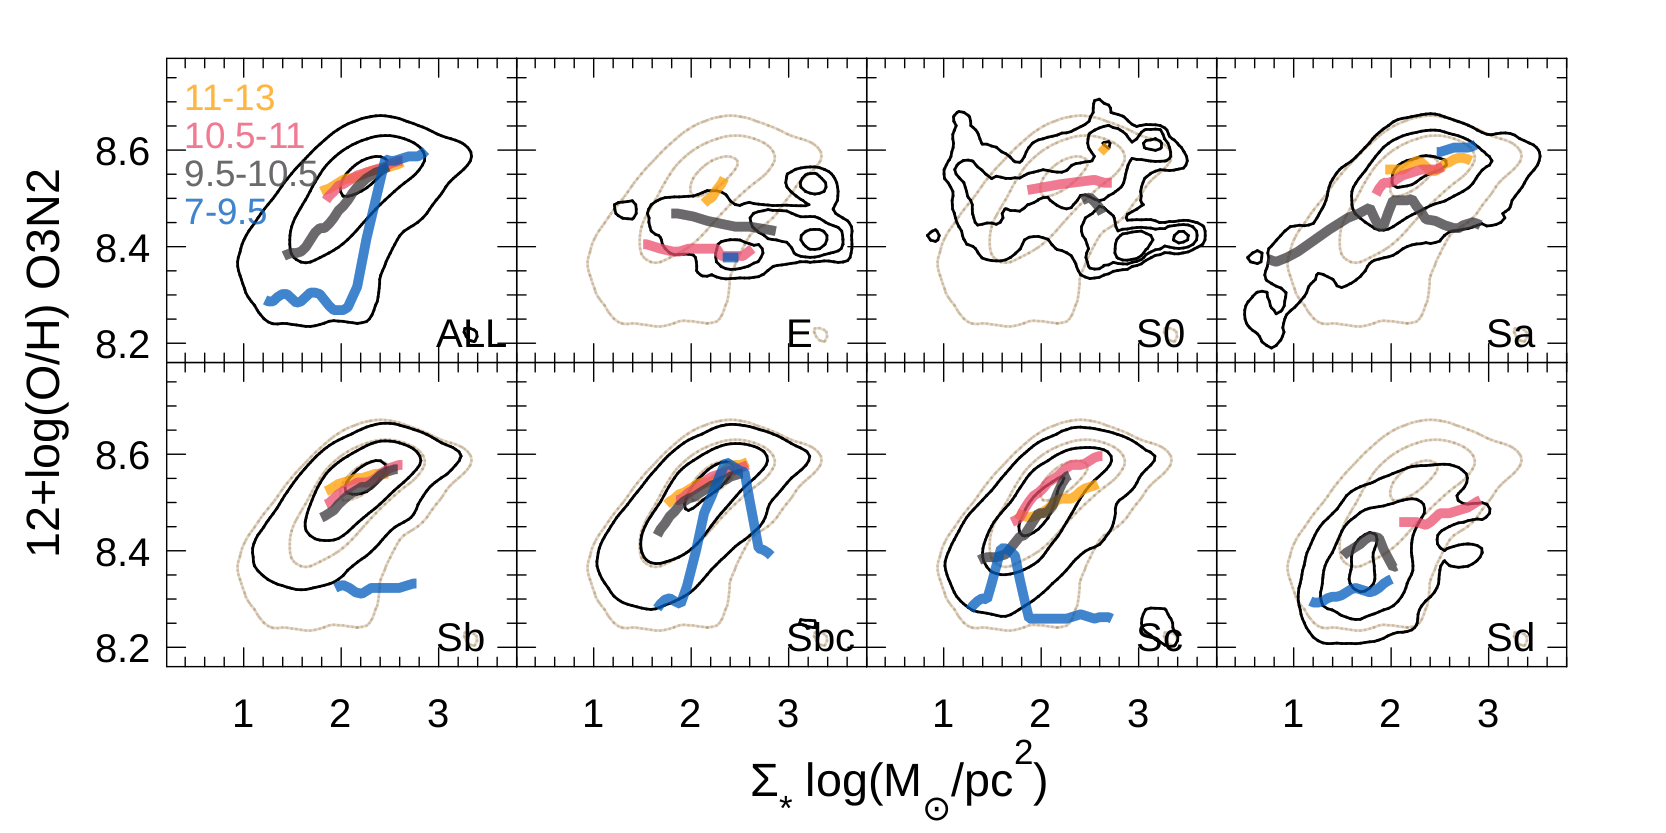 11-13
10.5-11
9.5-10.5
7-9.5
ALL
E
S0
Sa
8.6
8.4
8.2
Sb
Sbc
Sc
Sd
8.6
8.4
8.2
1 2 3 1 2 3 1 2 3 1 2 3
12+log(O/H) O3N2
Σ* log(M⊙/pc2)